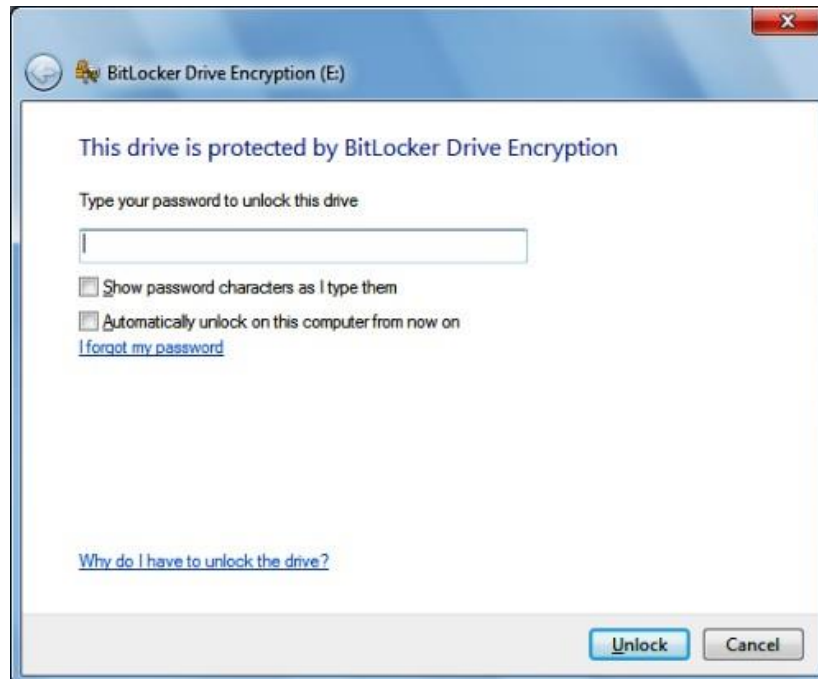 BitLocker Drive Encryption (E:)
This drive is protected by BitLocker Drive Encryption
Type your password to unlock this drive
Show password characters as I type them
Automatically unlock on this computer from now on
I forgot my password
Why do I have to unlock the drive?
Unlock Cancel